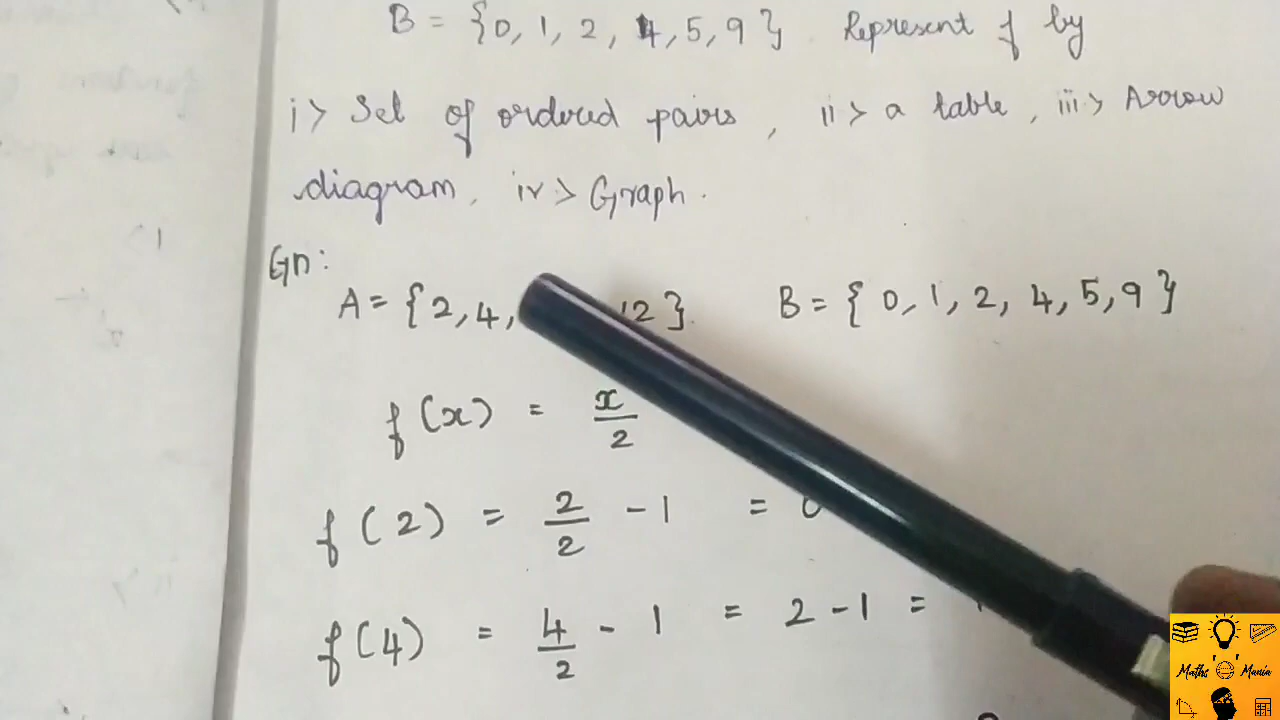 B = {0, 1, 2, 4, 5, 9} Represent f by
i> Set of ordered pairs, ii> a table, iii> Arrow
diagram, iv> Graph.
Gn:
A = {2, 4, 12}. B = { 0, 1, 2, 4, 5, 9 }
f(x) = x/2
f(2) = 2/2 - 1 = 0
f(4) = 4/2 - 1 = 2 - 1 =
Maths Mania